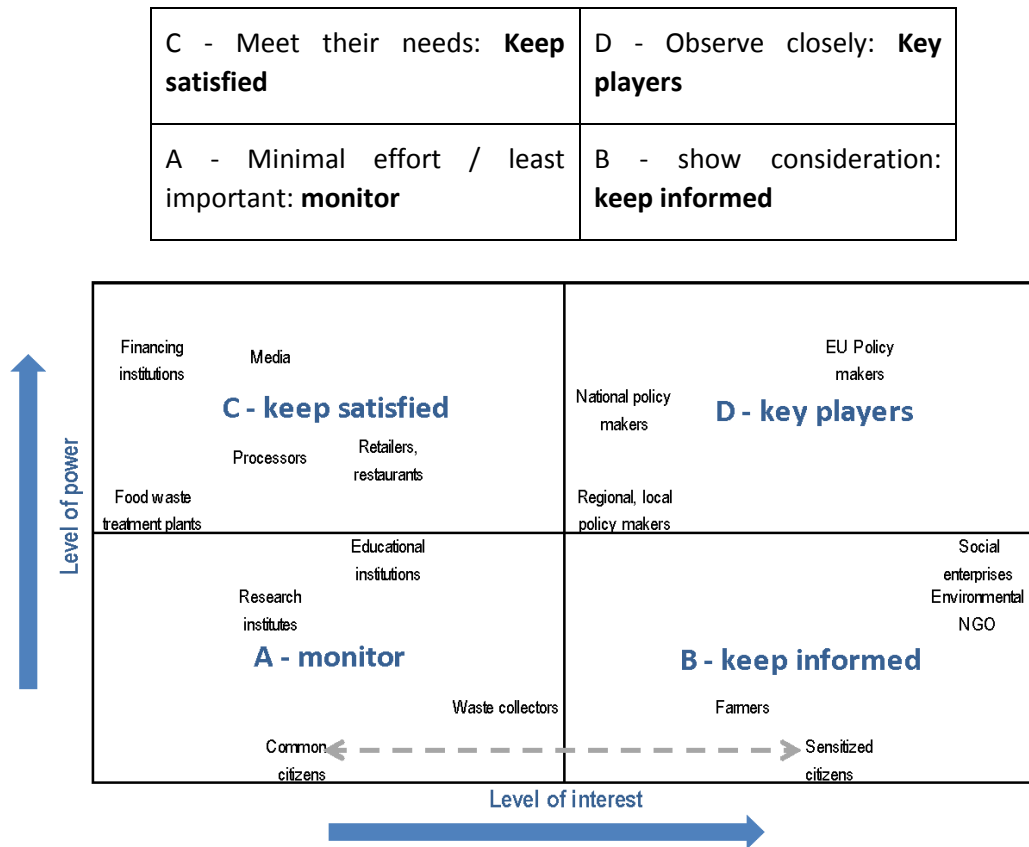 C - Meet their needs: Keep
satisfied
D - Observe closely: Key
players
A - Minimal effort / least
important: monitor
B - show consideration:
keep informed
Level of power
Financing
institutions
Media
C - keep satisfied
Processors
Retailers,
restaurants
Food waste
treatment plants
EU Policy
makers
National policy
makers
D - key players
Regional, local
policy makers
Educational
institutions
Research
institutes
A - monitor
Waste collectors
Common
citizens
Social
enterprises
Environmental
NGO
B - keep informed
Farmers
Sensitized
citizens
Level of interest